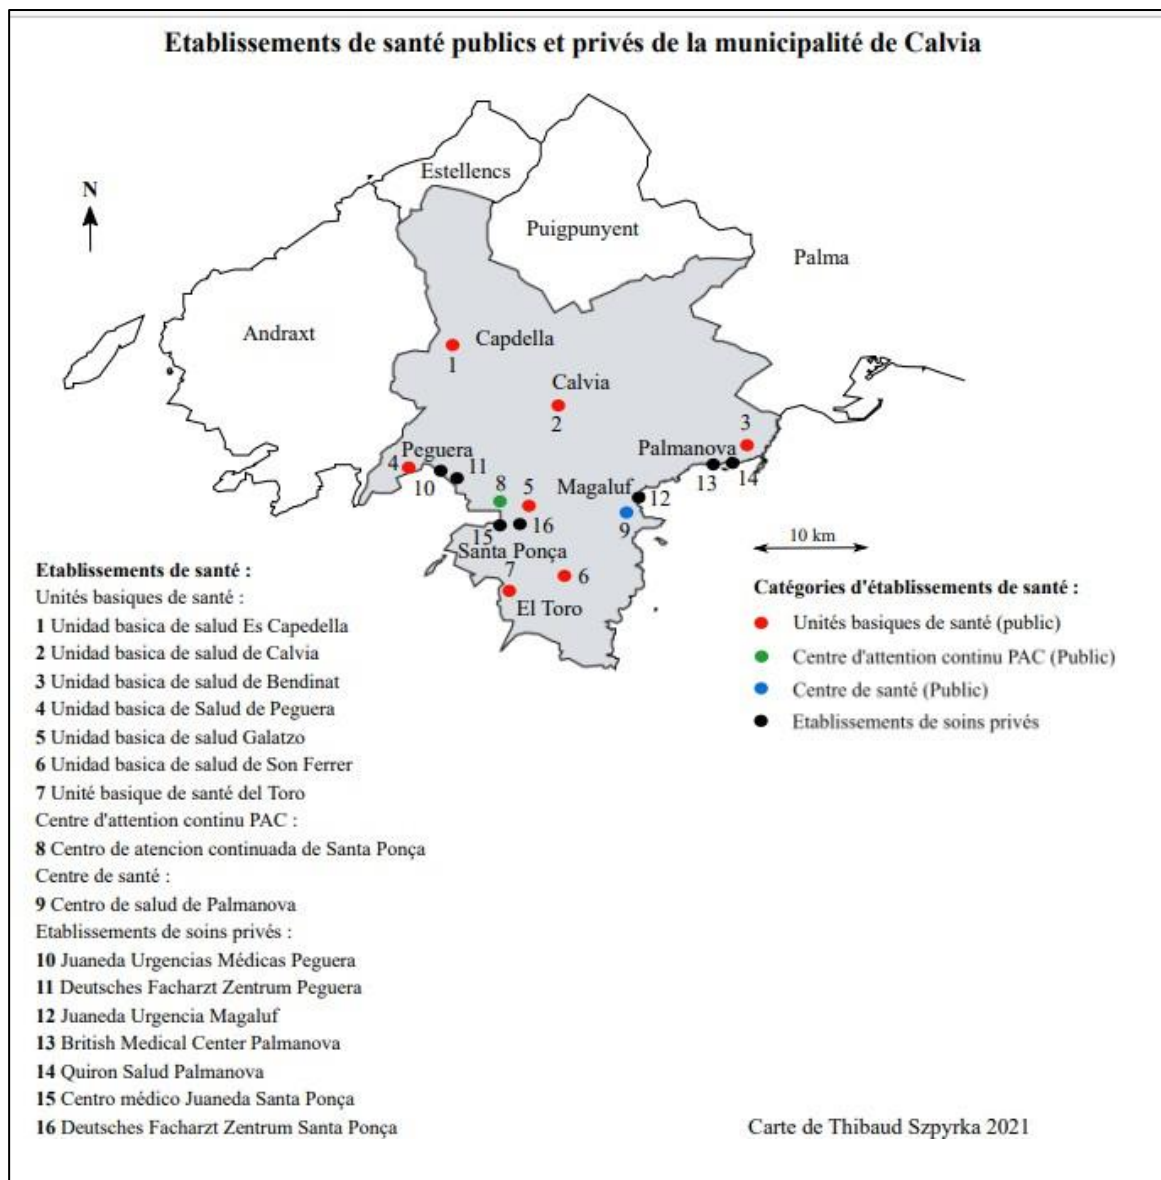 Etablissements de santé publics et privés de la municipalité de Calvia
Estellencs
N
Puigpunyent
Palma
Andraxt
Capdella
1
Calvia
2
3
Peguera
Palmanova
4
10
11
8
5
Magaluf
12
13
14
15
16
9
Santa Ponça
7
6
El Toro
10 km
Etablissements de santé :
Unités basiques de santé :
1 Unidad basica de salud Es Capedella
2 Unidad basica de salud de Calvia
3 Unidad basica de salud de Bendinat
4 Unidad basica de Salud de Peguera
5 Unidad basica de salud Galatzo
6 Unidad basica de salud de Son Ferrer
7 Unité basique de santé del Toro
Centre d'attention continu PAC :
8 Centro de atencion continuada de Santa Ponça
Centre de santé :
9 Centro de salud de Palmanova
Etablissements de soins privés :
10 Juaneda Urgencias Médicas Peguera
11 Deutsches Facharzt Zentrum Peguera
12 Juaneda Urgencia Magaluf
13 British Medical Center Palmanova
14 Quiron Salud Palmanova
15 Centro médico Juaneda Santa Ponça
16 Deutsches Facharzt Zentrum Santa Ponça
Catégories d'établissements de santé :
Unités basiques de santé (public)
Centre d'attention continu PAC (Public)
Centre de santé (Public)
Etablissements de soins privés
Carte de Thibaud Szpyrka 2021